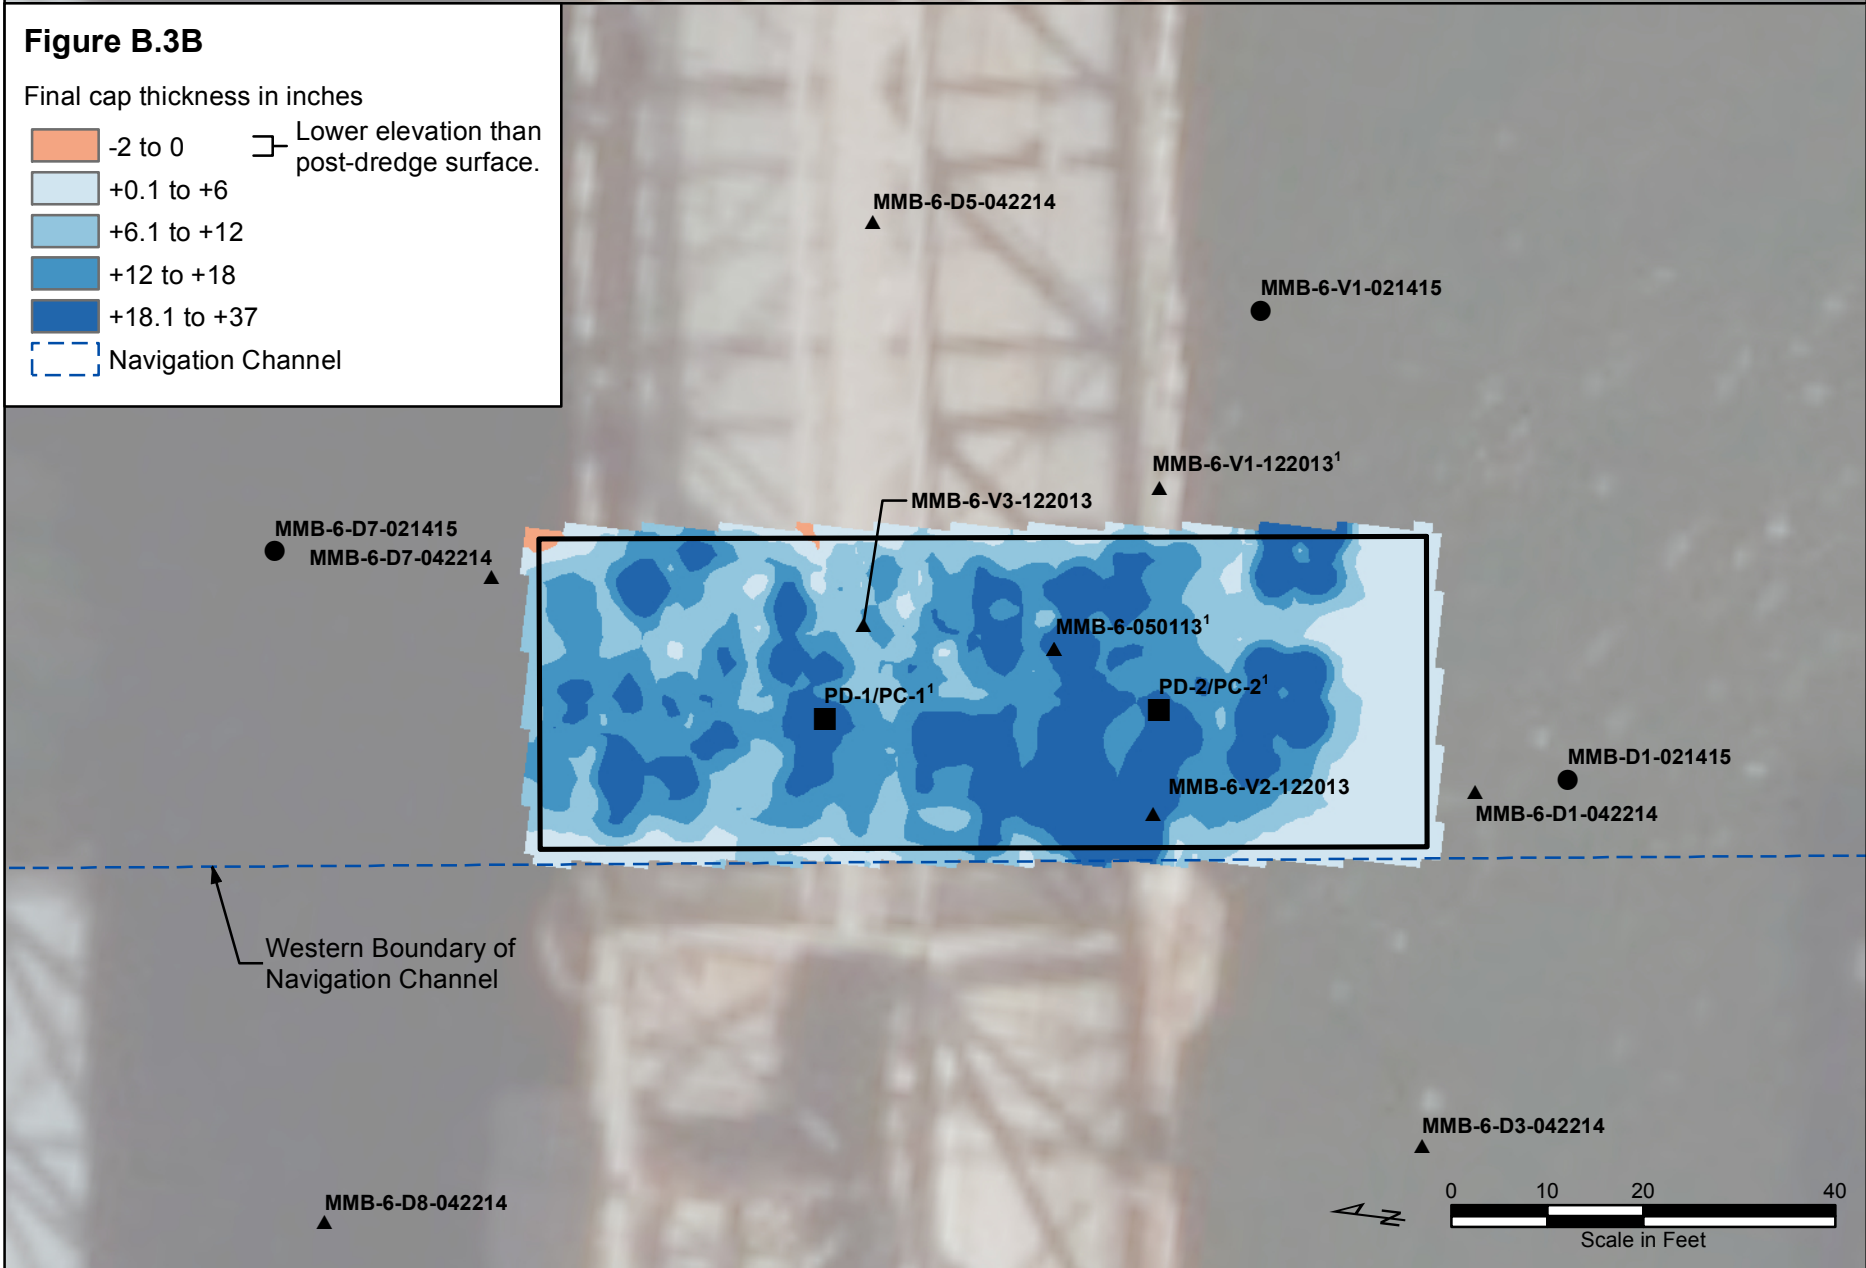 Figure B.3B
Final cap thickness in inches
-2 to 0
Lower elevation than
post-dredge surface.
+0.1 to +6
+6.1 to +12
+12 to +18
+18.1 to +37
Navigation Channel
MMB-6-D5-042214
MMB-6-V1-021415
MMB-6-V1-122013¹
MMB-6-V3-122013
MMB-6-D7-021415
MMB-6-D7-042214
MMB-6-050113¹
PD-1/PC-1¹
PD-2/PC-2¹
MMB-D1-021415
MMB-6-V2-122013
MMB-6-D1-042214
Western Boundary of
Navigation Channel
MMB-6-D3-042214
MMB-6-D8-042214
N
0 10 20 40
Scale in Feet